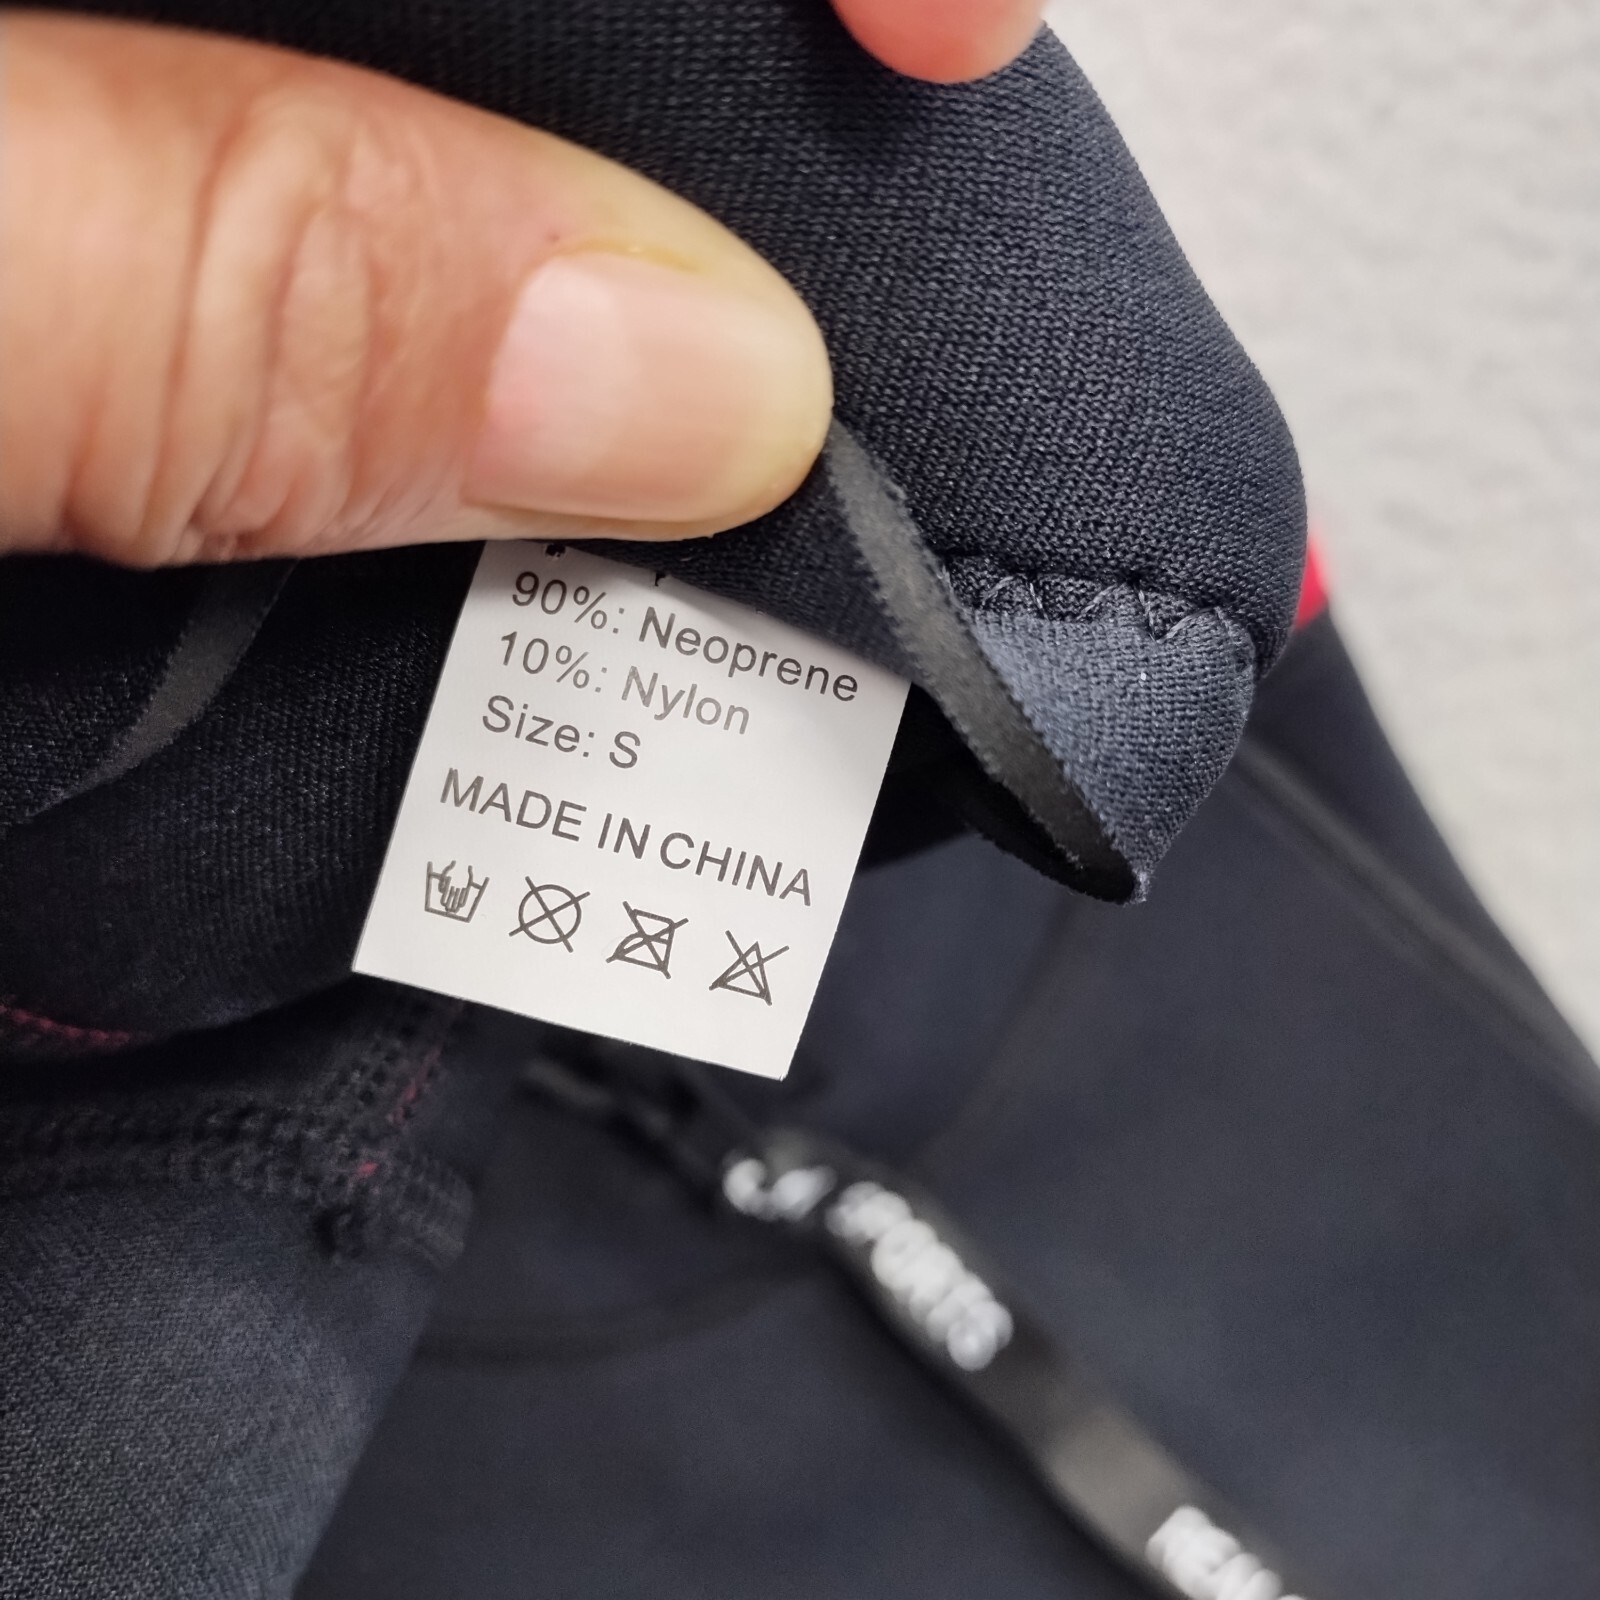 90%: Neoprene
10%: Nylon
Size: S
MADE IN CHINA